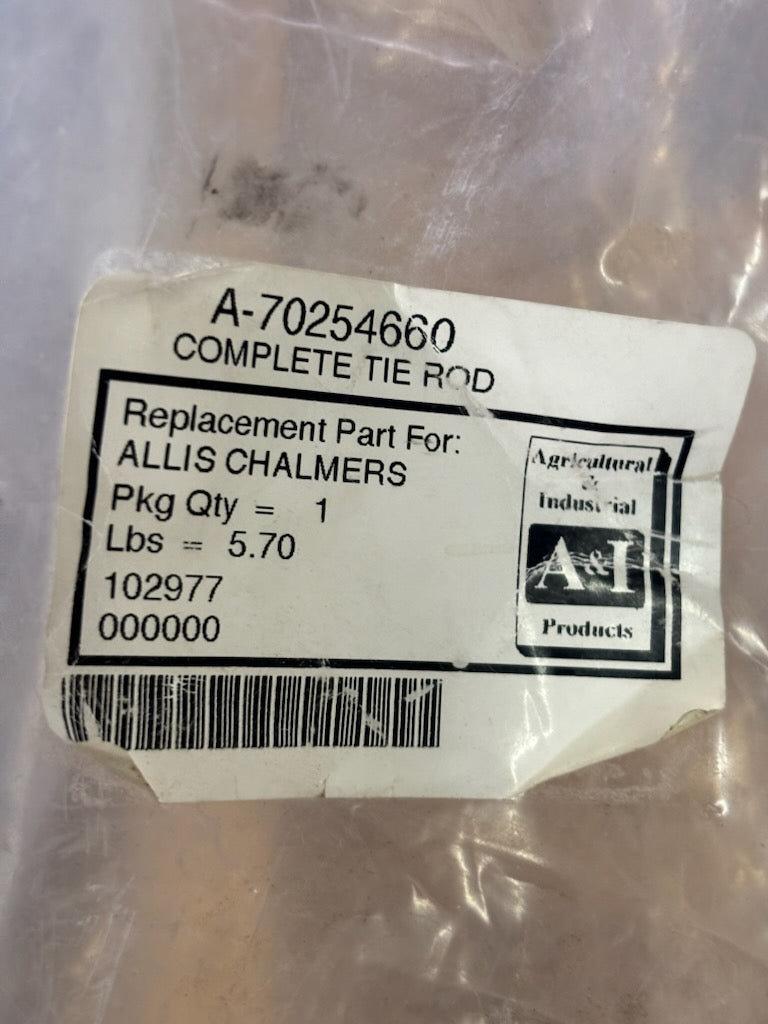 A-70254660
COMPLETE TIE ROD
Replacement Part For:
ALLIS CHALMERS
Pkg Qty = 1
Lbs = 5.70
102977
000000
Agricultural
&
Industrial
A&I
Products